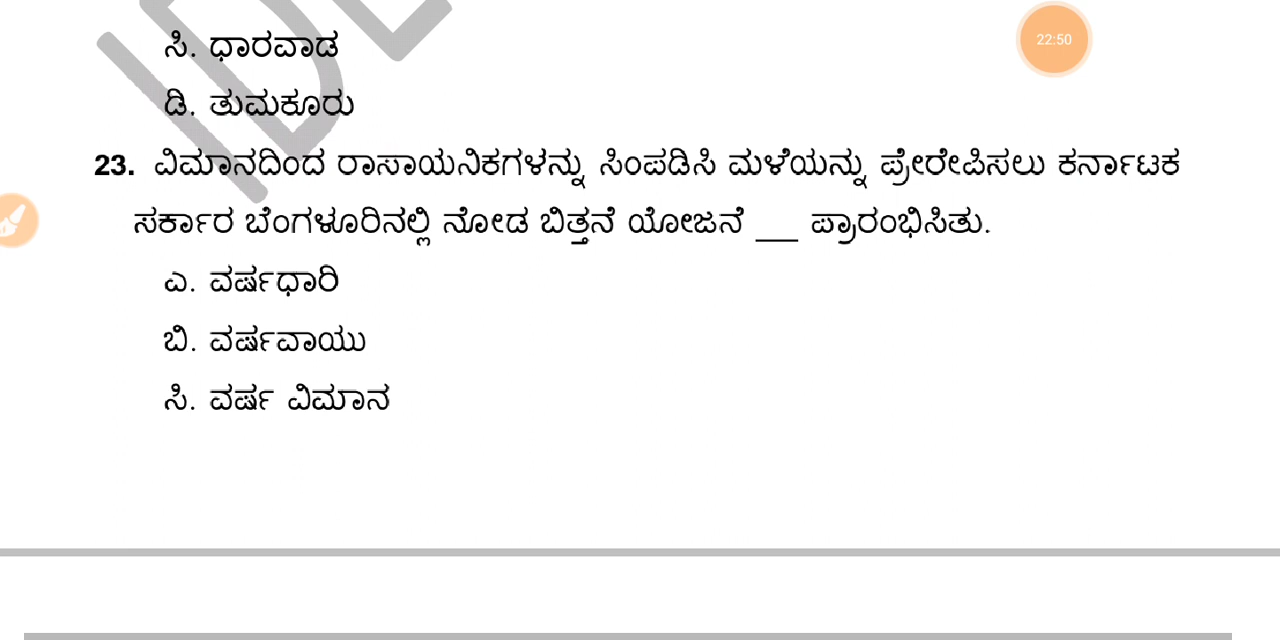 ಸಿ. ಧಾರವಾಡ
22:50
ಡಿ. ತುಮಕೂರು
23. ವಿಮಾನದಿಂದ ರಾಸಾಯನಿಕಗಳನ್ನು ಸಿಂಪಡಿಸಿ ಮಳೆಯನ್ನು ಪ್ರೇರೇಪಿಸಲು ಕರ್ನಾಟಕ
ಸರ್ಕಾರ ಬೆಂಗಳೂರಿನಲ್ಲಿ ನೋಡ ಬಿತ್ತನೆ ಯೋಜನೆ ___ ಪ್ರಾರಂಭಿಸಿತು.
ಎ. ವರ್ಷಧಾರಿ
ಬಿ. ವರ್ಷವಾಯು
ಸಿ. ವರ್ಷ ವಿಮಾನ